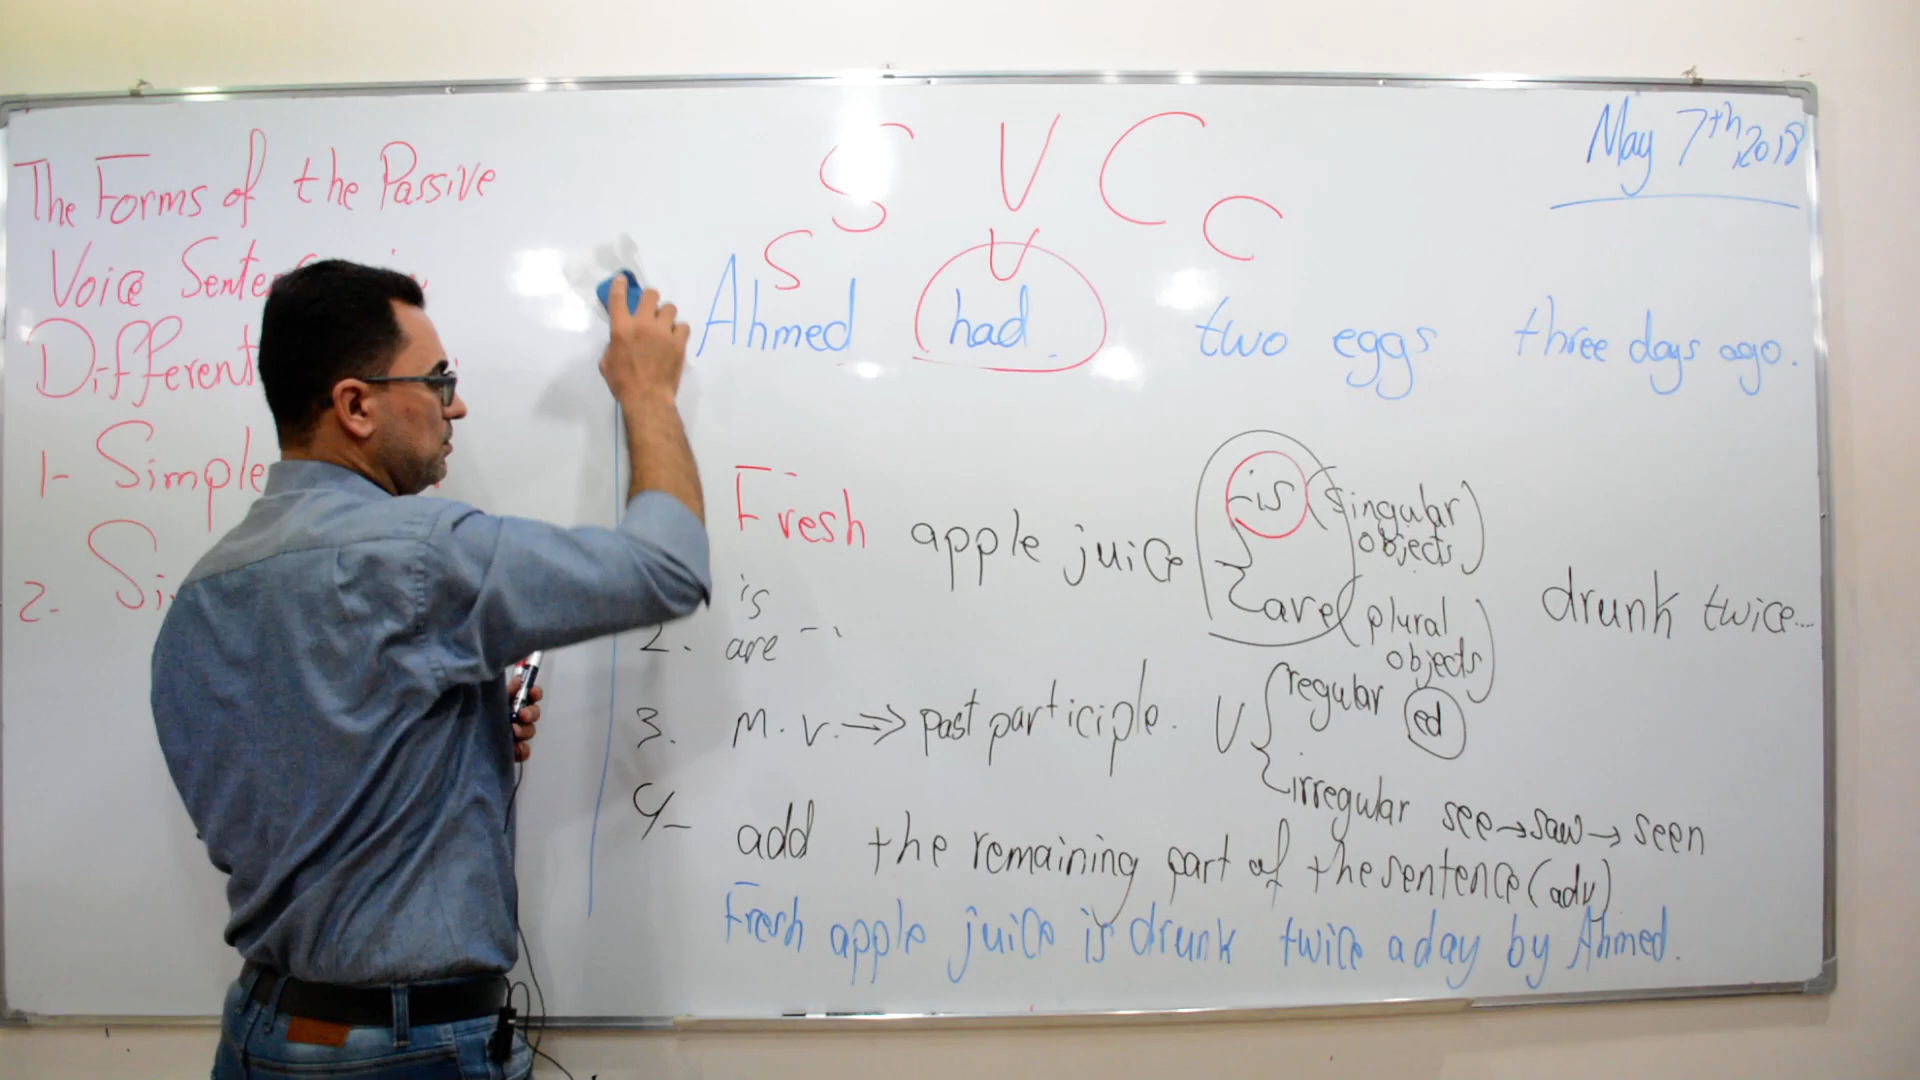 The Forms of the Passive
Voice
Different
1- Simple
2-
May 7th, 2018
S V C C
S V
Ahmed had two eggs three days ago.
Fresh apple juice is (singular objects)
are (plural objects)
drunk twice...
is
2. are
3. M.V. ⇒ past participle. V regular ed
irregular see→saw→seen
4- add the remaining part of the sentence (adv)
Fresh apple juice is drunk twice a day by Ahmed.